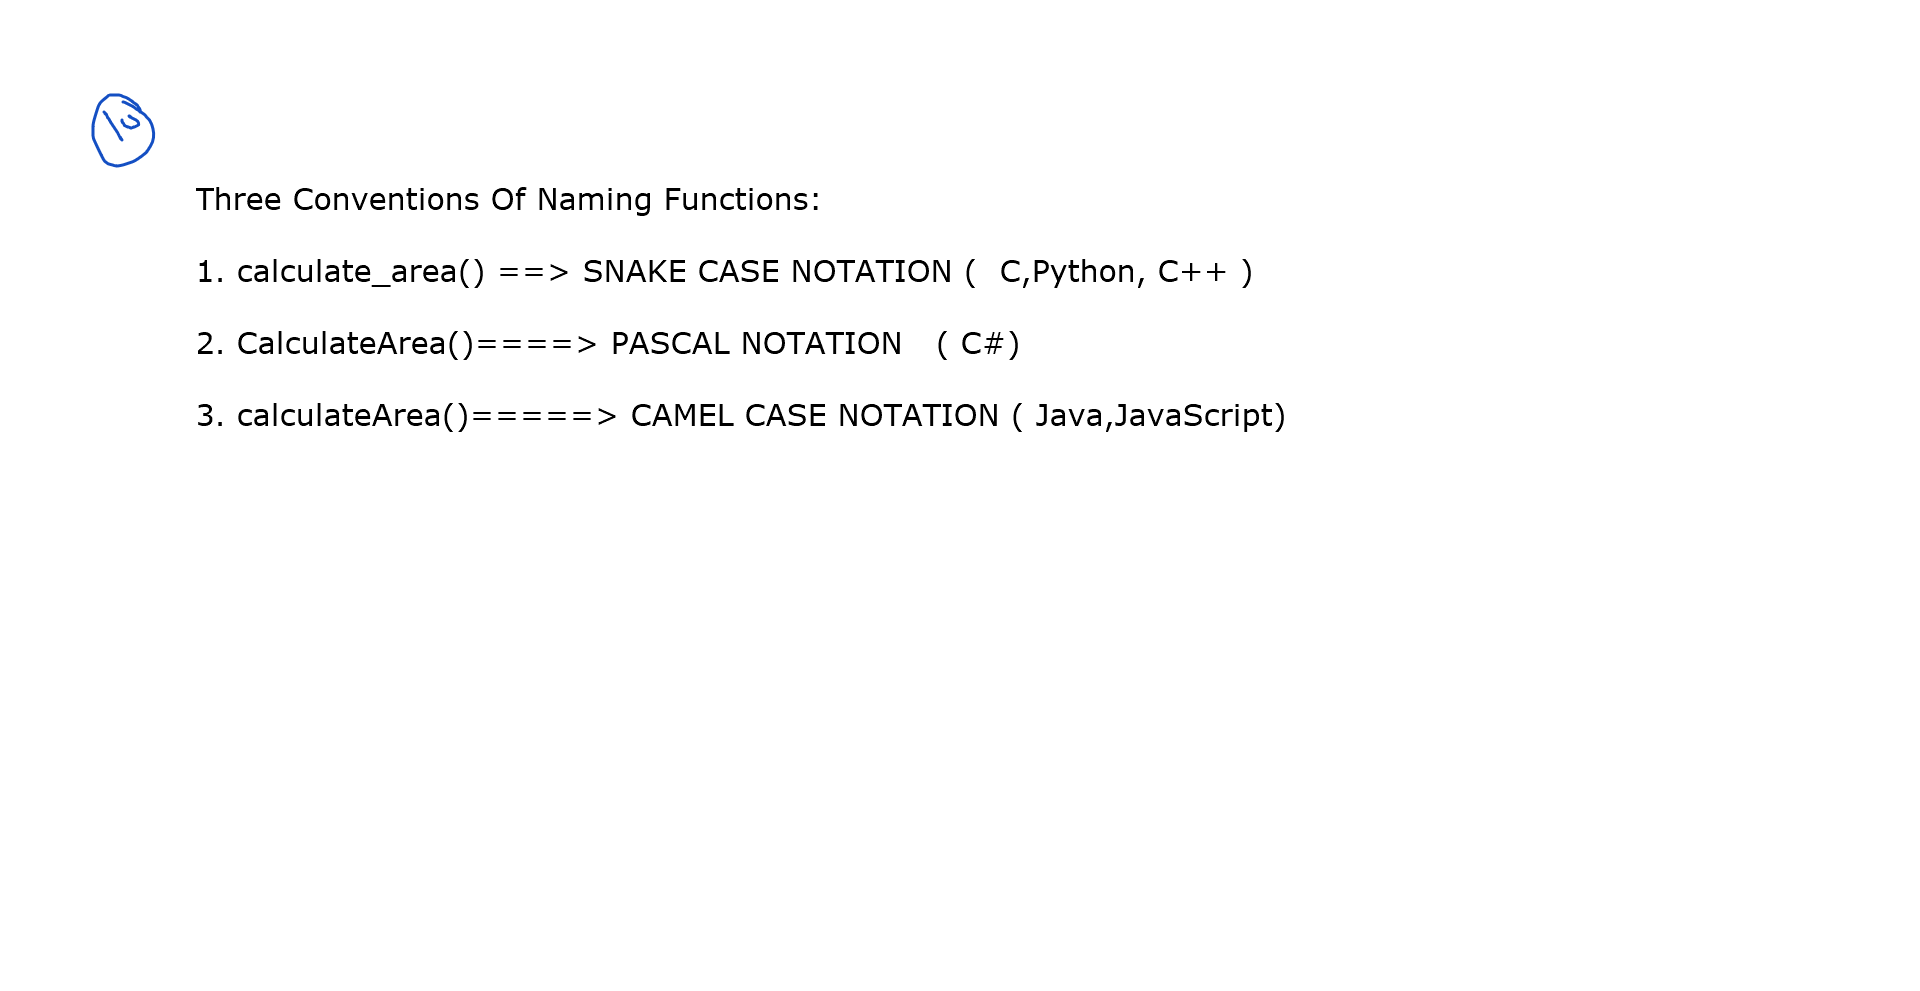 Three Conventions Of Naming Functions:
1. calculate_area() ==> SNAKE CASE NOTATION (  C,Python, C++ )
2. CalculateArea()====> PASCAL NOTATION   ( C#)
3. calculateArea()=====> CAMEL CASE NOTATION ( Java,JavaScript)